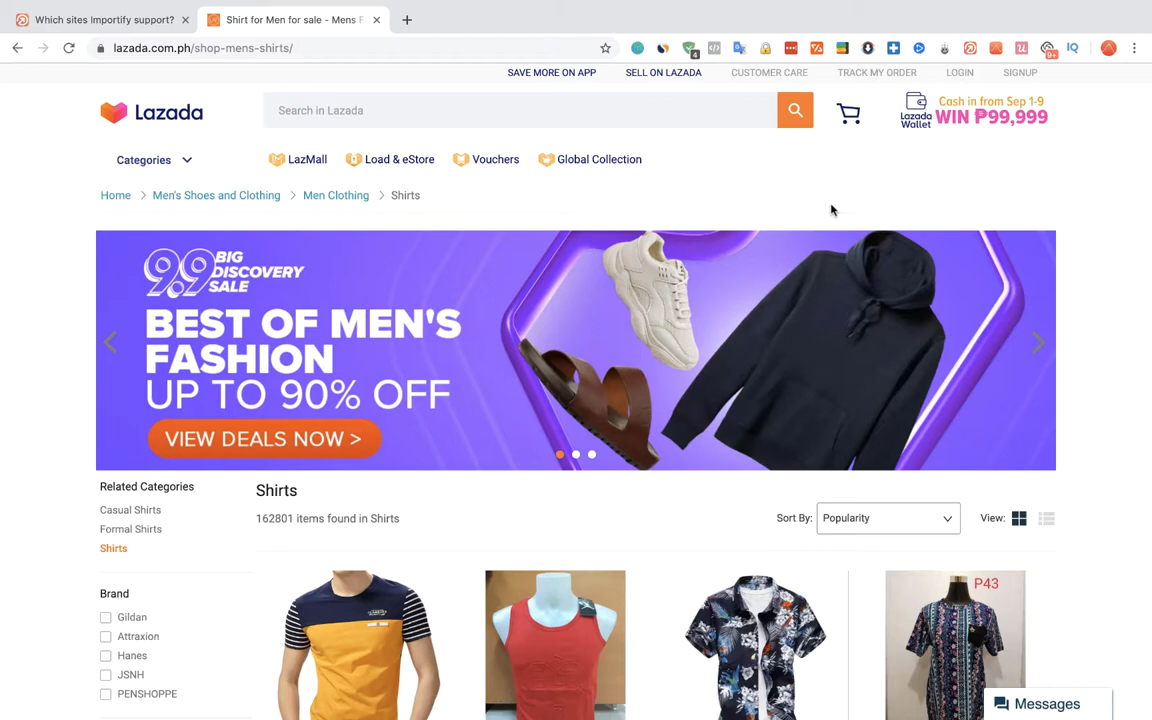 Which sites Importify support?
Shirt for Men for sale - Mens F
lazada.com.ph/shop-mens-shirts/
4
9+
IQ
SAVE MORE ON APP
SELL ON LAZADA
CUSTOMER CARE
TRACK MY ORDER
LOGIN
SIGNUP
Lazada
Search in Lazada
Lazada
Wallet
Cash in from Sep 1-9
WIN ₱99,999
Categories
LazMall
Load & eStore
Vouchers
Global Collection
Home
Men's Shoes and Clothing
Men Clothing
Shirts
9.9 BIG
DISCOVERY
SALE
BEST OF MEN'S
FASHION
UP TO 90% OFF
VIEW DEALS NOW >
Related Categories
Casual Shirts
Formal Shirts
Shirts
Shirts
162801 items found in Shirts
Sort By:
Popularity
View:
Brand
Gildan
Attraxion
Hanes
JSNH
PENSHOPPE
P43
Messages